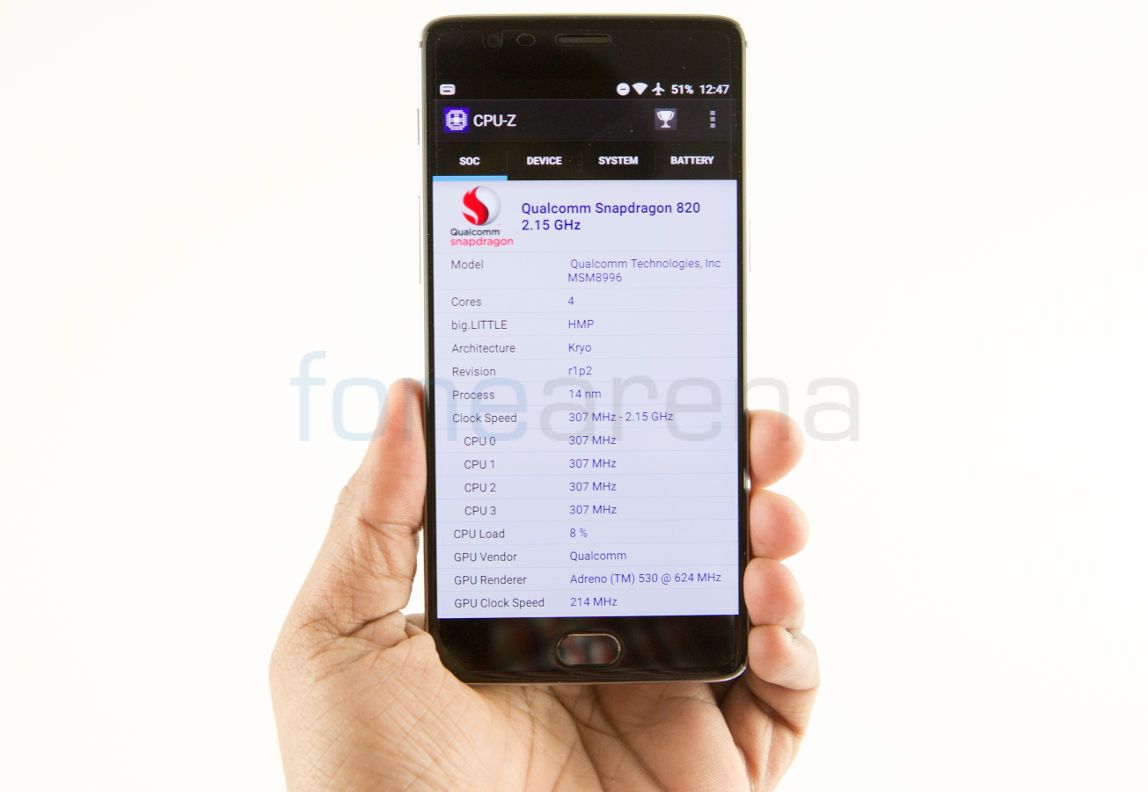 51% 12:47
CPU-Z
SOC DEVICE SYSTEM BATTERY
Qualcomm Snapdragon 820
2.15 GHz
Qualcomm
snapdragon
Model Qualcomm Technologies, Inc
MSM8996
Cores 4
big.LITTLE HMP
Architecture Kryo
Revision r1p2
Process 14 nm
Clock Speed 307 MHz - 2.15 GHz
CPU 0 307 MHz
CPU 1 307 MHz
CPU 2 307 MHz
CPU 3 307 MHz
CPU Load 8 %
GPU Vendor Qualcomm
GPU Renderer Adreno (TM) 530 @ 624 MHz
GPU Clock Speed 214 MHz
fonearena